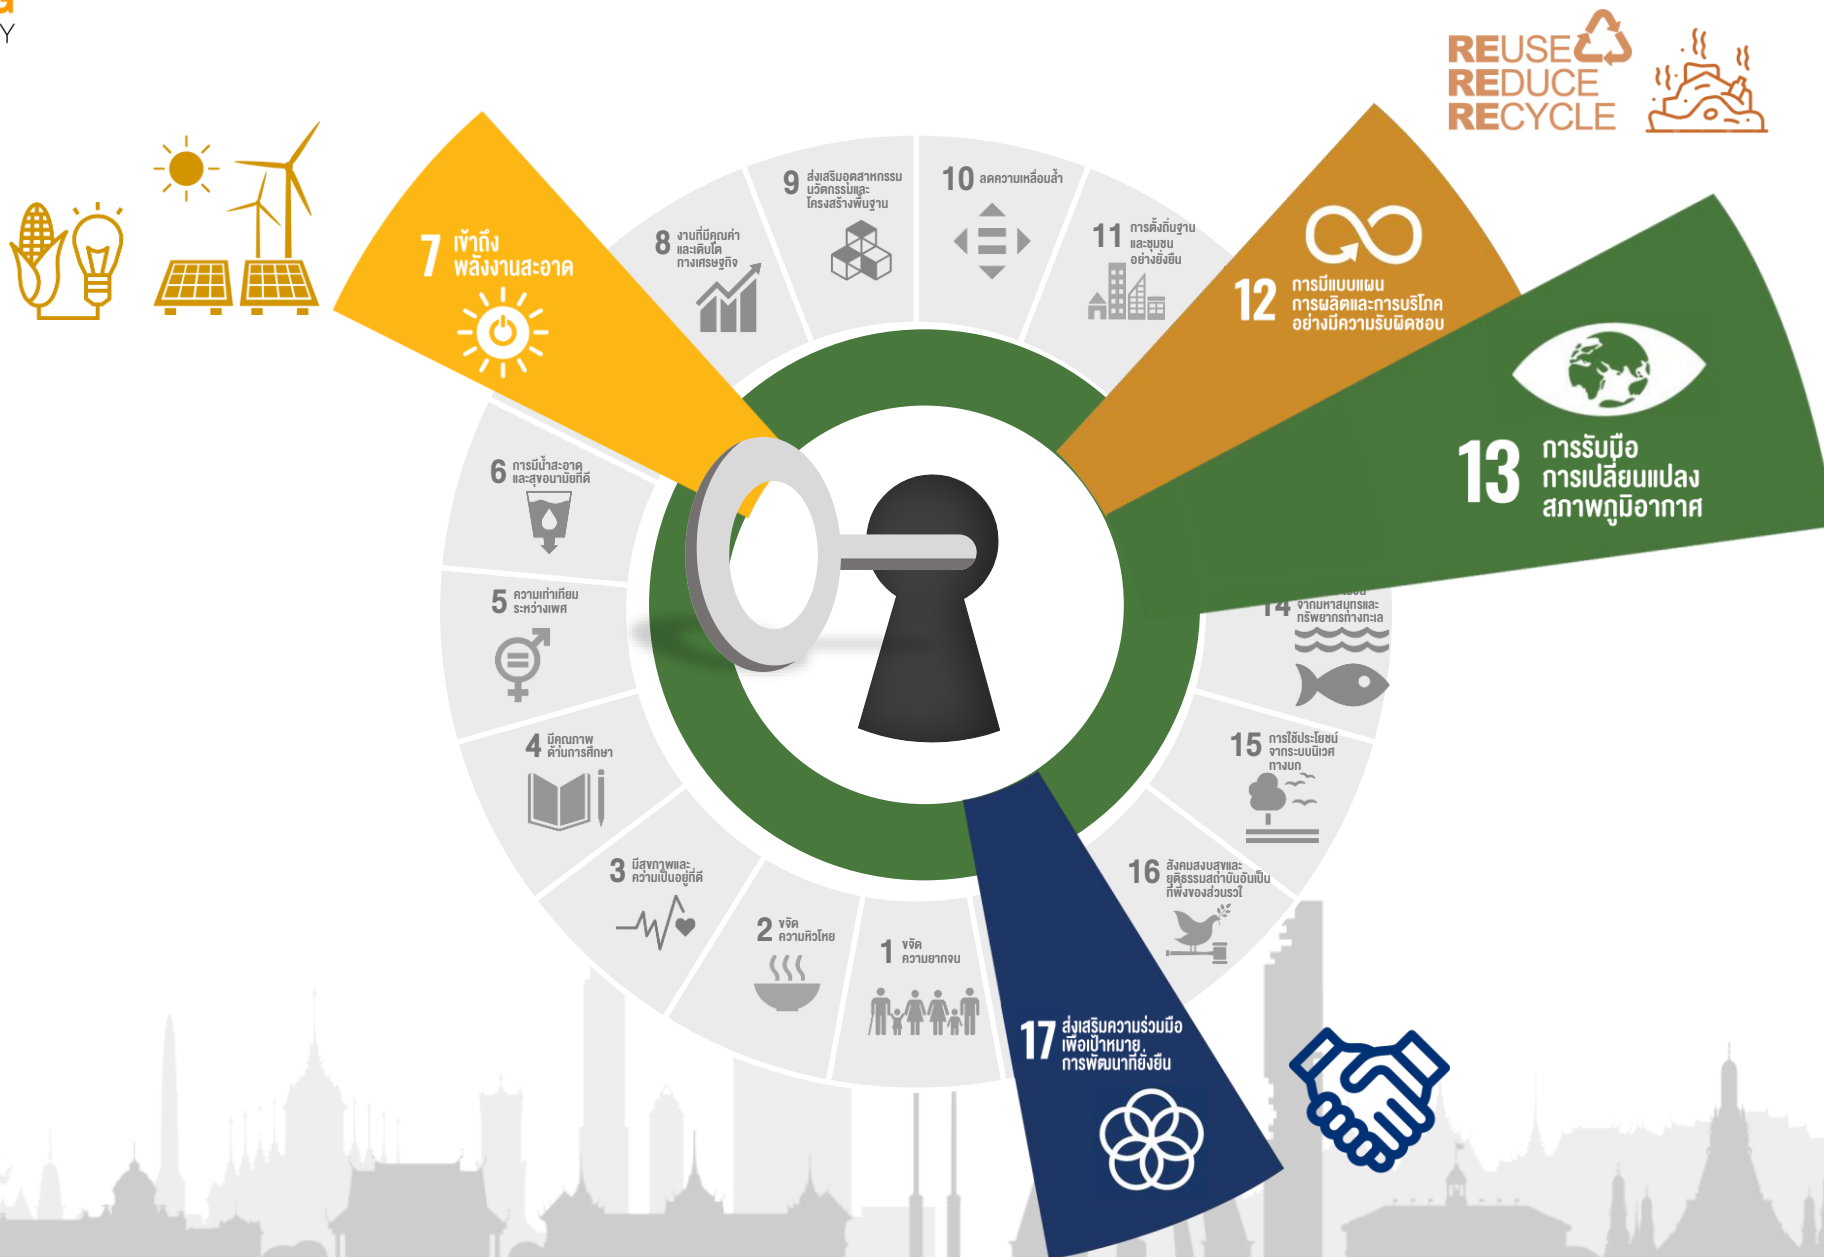 G
Y
REUSE
REDUCE
RECYCLE
7 เข้าถึง
พลังงานสะอาด
8 งานที่มีคุณค่า
และเติบโต
ทางเศรษฐกิจ
9 ส่งเสริมอุตสาหกรรม
นวัตกรรมและ
โครงสร้างพื้นฐาน
10 ลดความเหลื่อมล้ำ
11 การตั้งถิ่นฐาน
และชุมชน
อย่างยั่งยืน
12 การมีแบบแผน
การผลิตและการบริโภค
อย่างมีความรับผิดชอบ
13 การรับมือ
การเปลี่ยนแปลง
สภาพภูมิอากาศ
14 จากมหาสมุทรและ
ทรัพยากรทางทะเล
15 การใช้ประโยชน์
จากระบบนิเวศ
ทางบก
16 สังคมสงบสุขและ
ยุติธรรมสถาบันอันเป็น
ที่พึ่งของส่วนรวใ
17 ส่งเสริมความร่วมมือ
เพื่อเป้าหมาย
การพัฒนาที่ยั่งยืน
1 ขจัด
ความยากจน
2 ขจัด
ความหิวโหย
3 มีสุขภาพและ
ความเป็นอยู่ที่ดี
4 มีคุณภาพ
ด้านการศึกษา
5 ความเท่าเทียม
ระหว่างเพศ
6 การมีน้ำสะอาด
และสุขอนามัยที่ดี